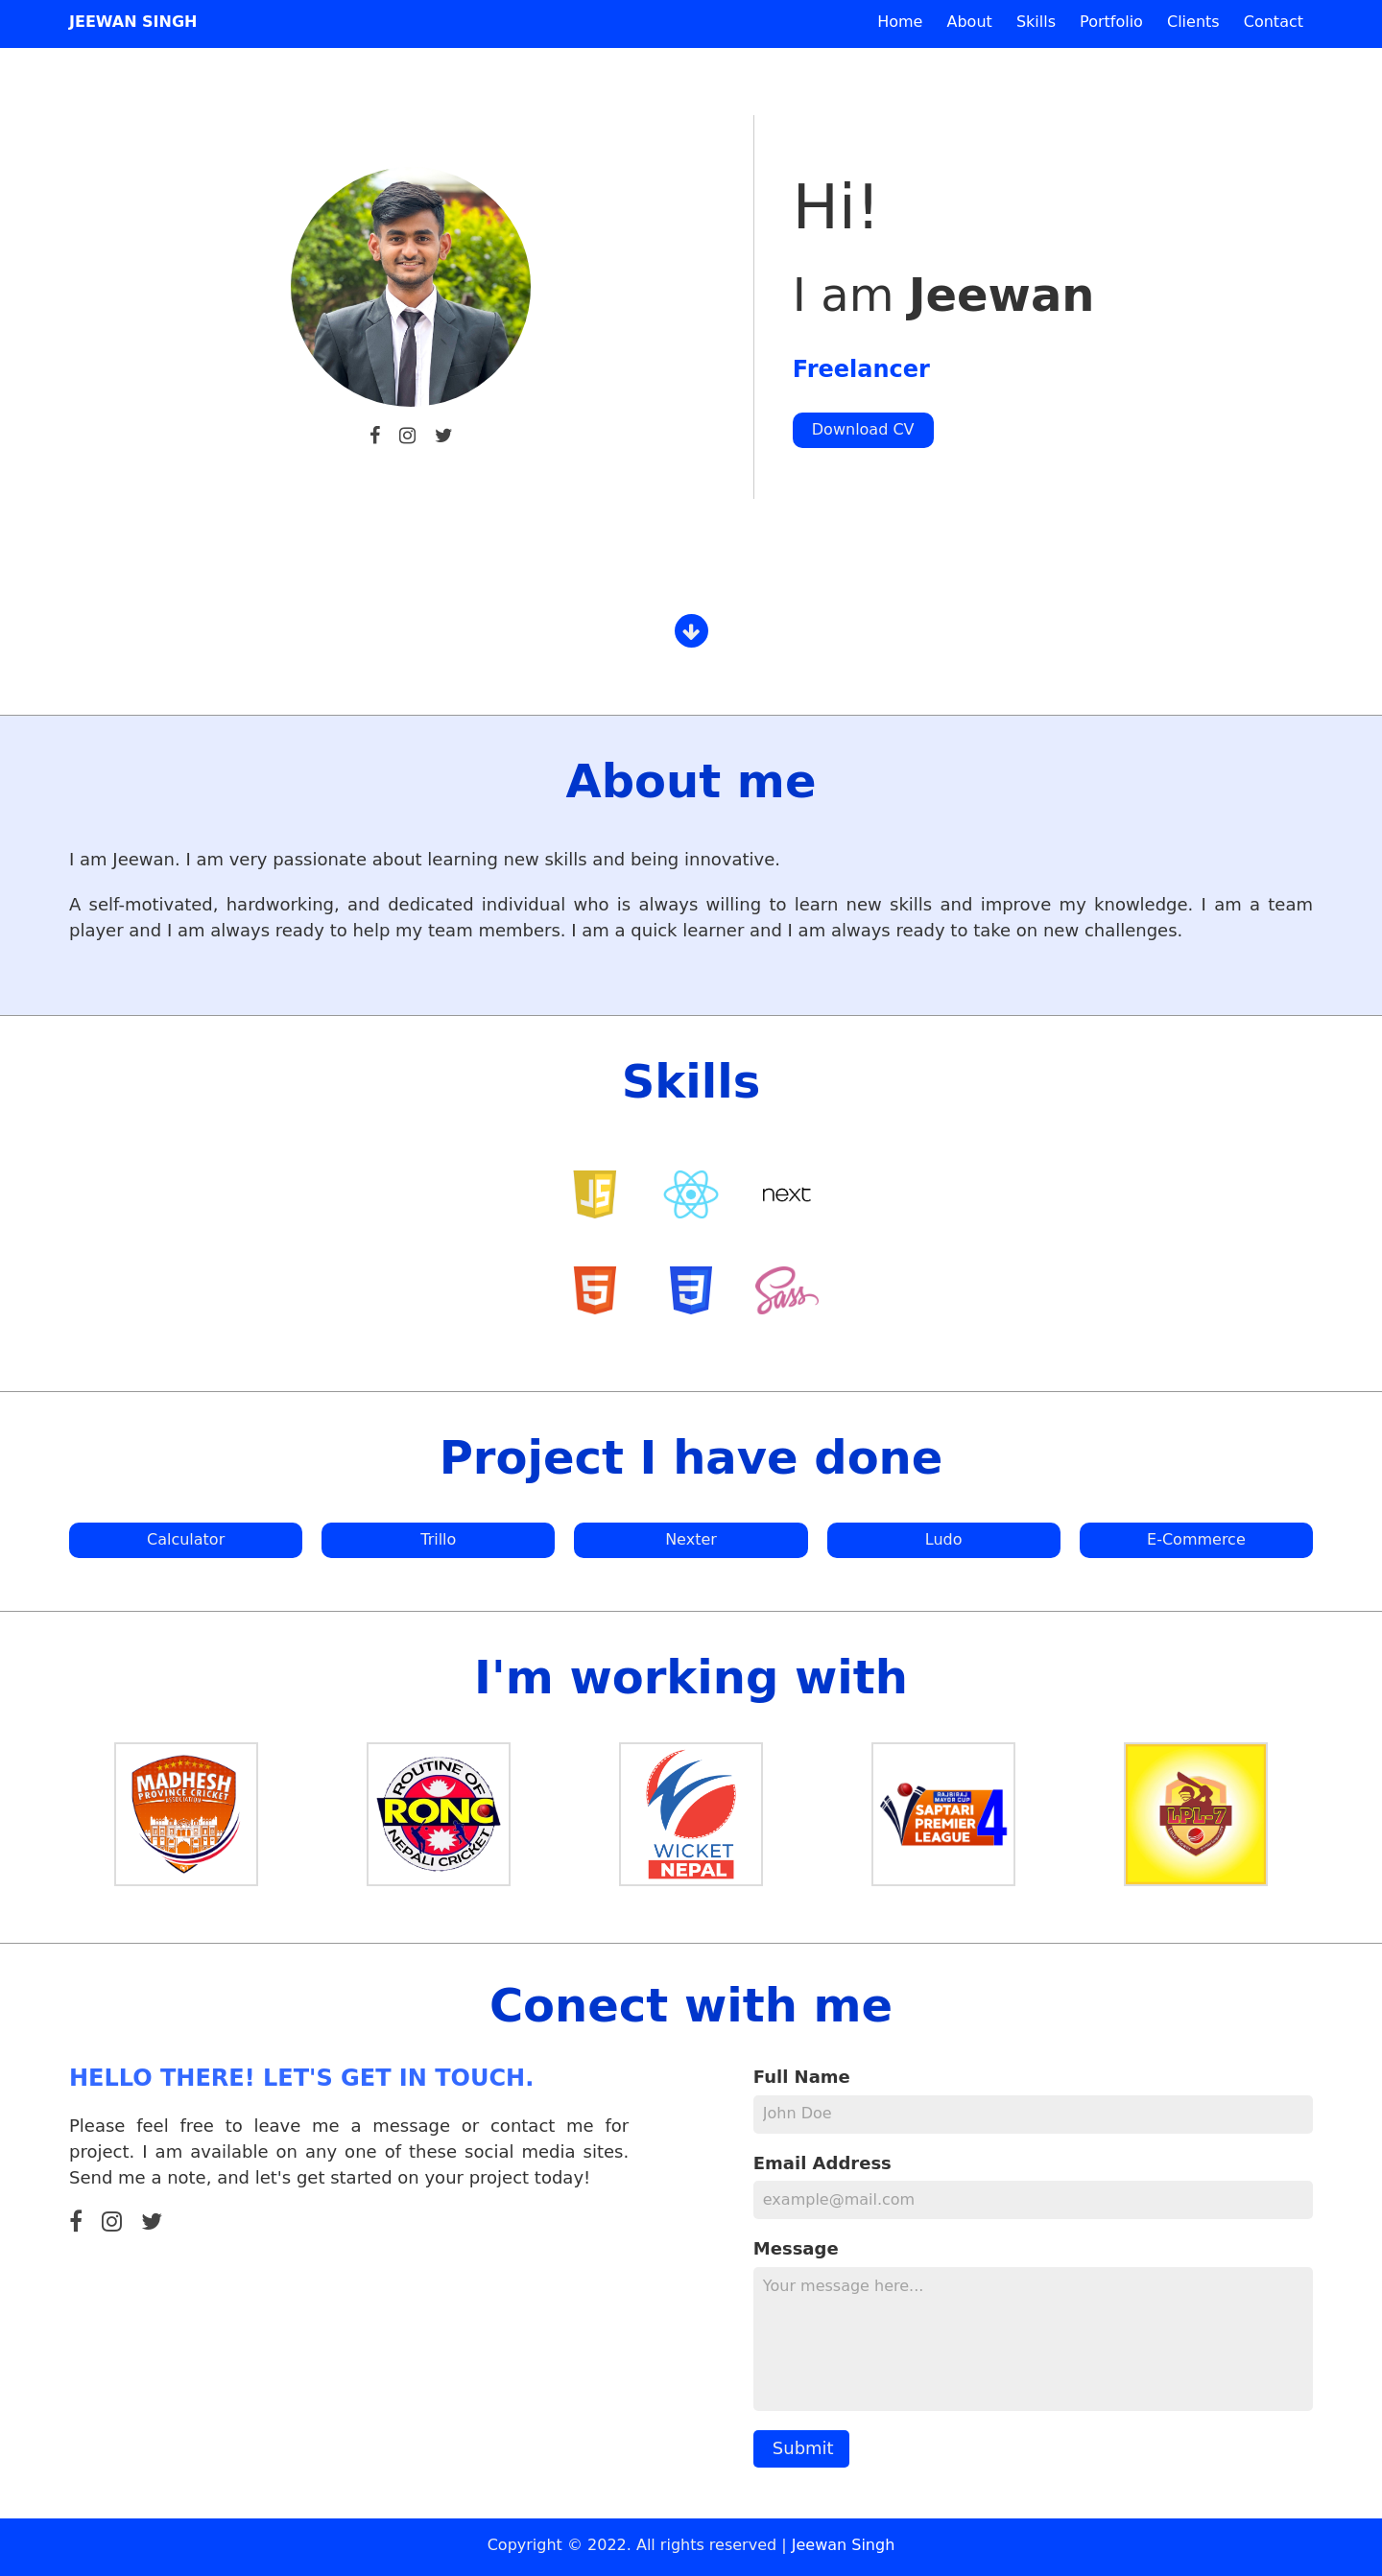 JEEWAN SINGH
Home About Skills Portfolio Clients Contact
Hi!
I am Jeewan
Freelancer
Download CV
About me
I am Jeewan. I am very passionate about learning new skills and being innovative.
A self-motivated, hardworking, and dedicated individual who is always willing to learn new skills and improve my knowledge. I am a team
player and I am always ready to help my team members. I am a quick learner and I am always ready to take on new challenges.
Skills
JS
next
5
3
Sass
Project I have done
Calculator
Trillo
Nexter
Ludo
E-Commerce
I'm working with
MADHESH
PROVINCE CRICKET
ASSOCIATION
ROUTINE OF
RONC
NEPALI CRICKET
WICKET
NEPAL
RAJBIRAJ
MAYOR CUP
SAPTARI
PREMIER
LEAGUE
4
LPL-7
Conect with me
HELLO THERE! LET'S GET IN TOUCH.
Please feel free to leave me a message or contact me for
project. I am available on any one of these social media sites.
Send me a note, and let's get started on your project today!
Full Name
John Doe
Email Address
example@mail.com
Message
Your message here...
Submit
Copyright © 2022. All rights reserved | Jeewan Singh